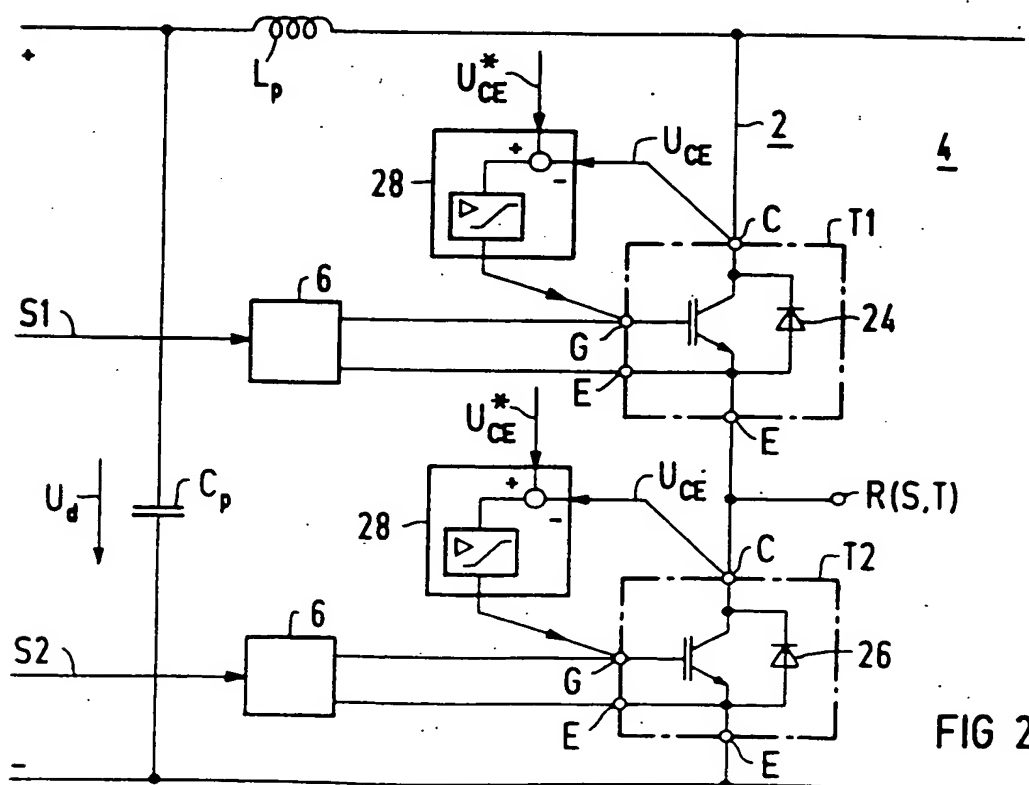 +
Lp
U*CE
2
4
+
-
UCE
28
C
T1
S1
6
24
G
E
E
U*CE
Ud
Cp
+
-
UCE
28
R(S,T)
C
T2
S2
6
26
G
E
E
FIG 2
-